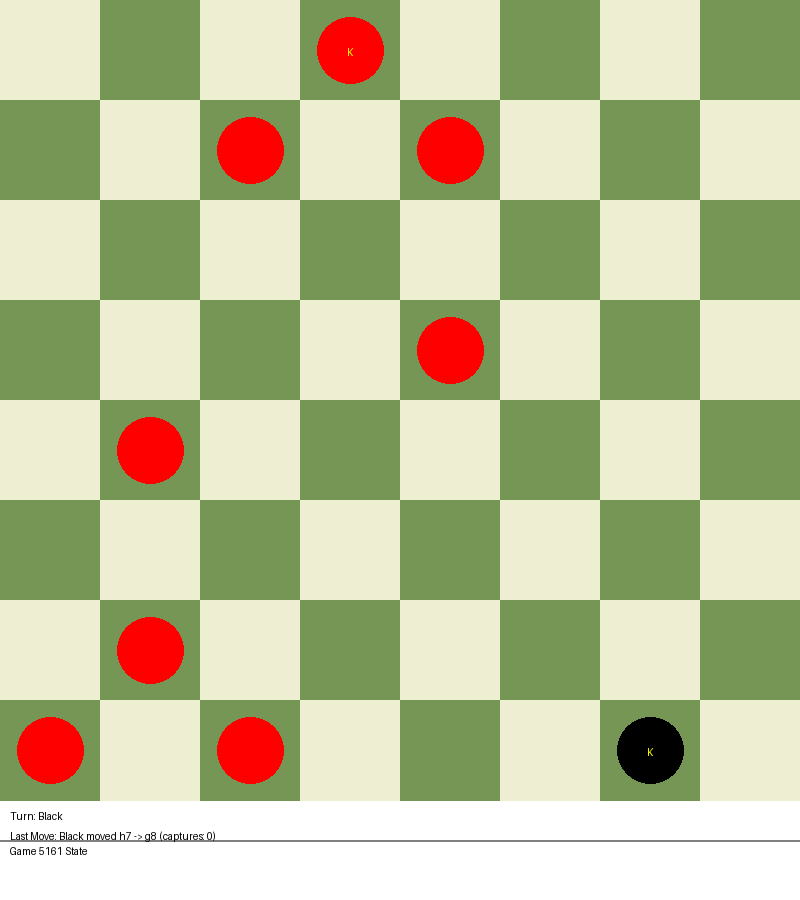 K
K
Turn: Black
Last Move: Black moved h7 -> g8 (captures: 0)
Game 5161 State